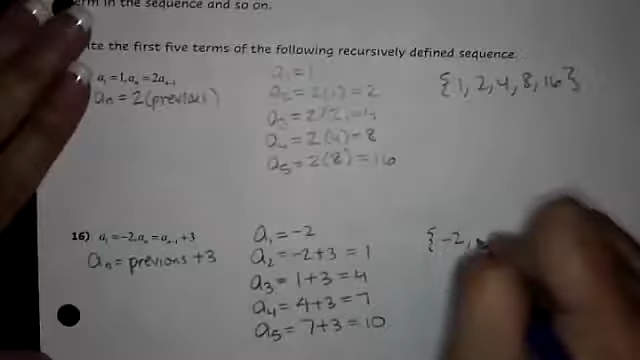 term in the sequence and so on.
ite the first five terms of the following recursively defined sequence.
a₁ = 1, aₙ = 2aₙ₋₁
aₙ = 2(previous)
a₁ = 1
a₂ = 2(1) = 2
a₃ = 2(2) = 4
a₄ = 2(4) = 8
a₅ = 2(8) = 16
{1, 2, 4, 8, 16}
16) a₁ = -2, aₙ = aₙ₋₁ + 3
aₙ = previous + 3
a₁ = -2
a₂ = -2+3 = 1
a₃ = 1+3 = 4
a₄ = 4+3 = 7
a₅ = 7+3 = 10
{-2,